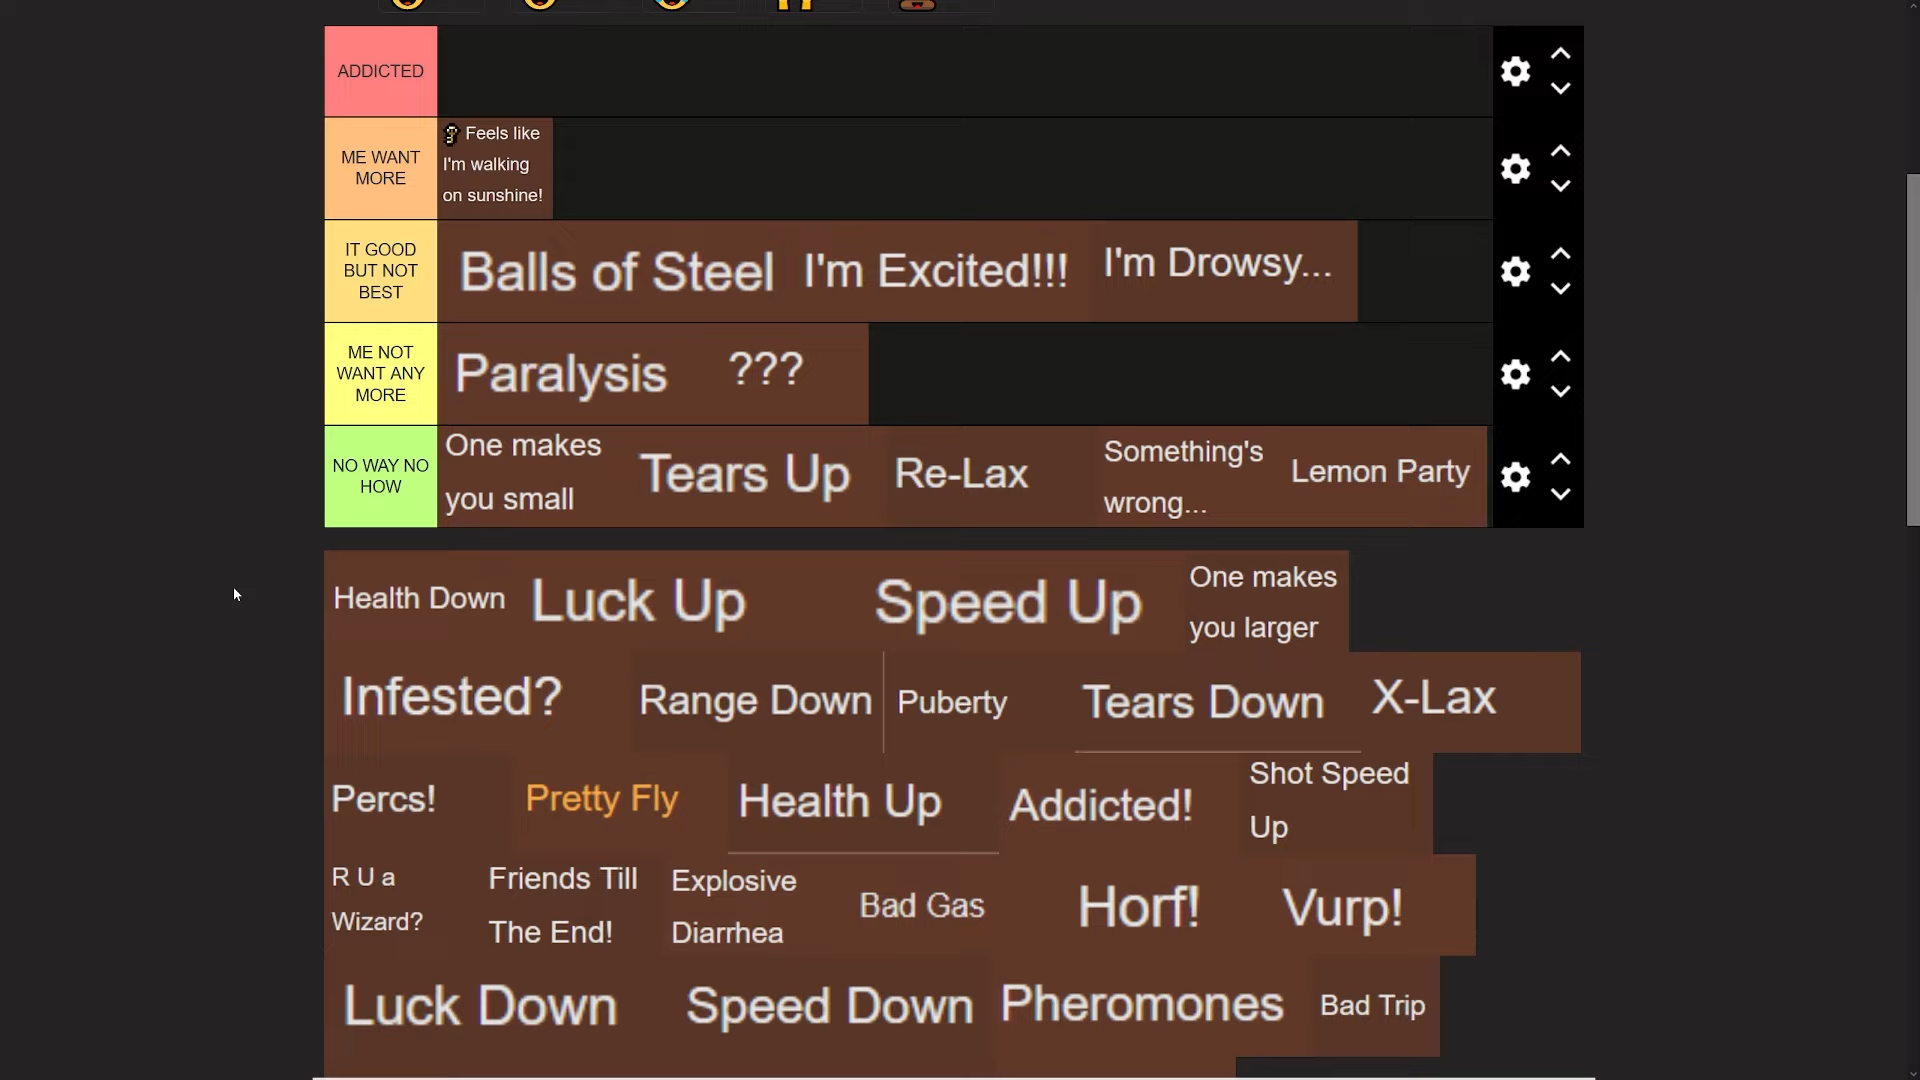 ADDICTED
ME WANT
MORE
Feels like
I'm walking
on sunshine!
IT GOOD
BUT NOT
BEST
Balls of Steel
I'm Excited!!!
I'm Drowsy...
ME NOT
WANT ANY
MORE
Paralysis
???
NO WAY NO
HOW
One makes
you small
Tears Up
Re-Lax
Something's
wrong...
Lemon Party
Health Down
Luck Up
Speed Up
One makes
you larger
Infested?
Range Down
Puberty
Tears Down
X-Lax
Percs!
Pretty Fly
Health Up
Addicted!
Shot Speed
Up
R U a
Wizard?
Friends Till
The End!
Explosive
Diarrhea
Bad Gas
Horf!
Vurp!
Luck Down
Speed Down
Pheromones
Bad Trip